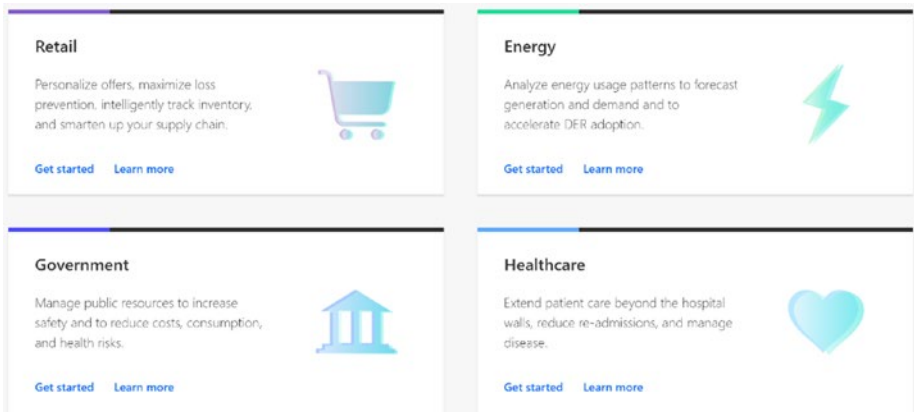 Retail
Personalize offers, maximize loss
prevention, intelligently track inventory,
and smarten up your supply chain.
Get started Learn more
Energy
Analyze energy usage patterns to forecast
generation and demand and to
accelerate DER adoption.
Get started Learn more
Government
Manage public resources to increase
safety and to reduce costs, consumption,
and health risks.
Get started Learn more
Healthcare
Extend patient care beyond the hospital
walls, reduce re-admissions, and manage
disease.
Get started Learn more